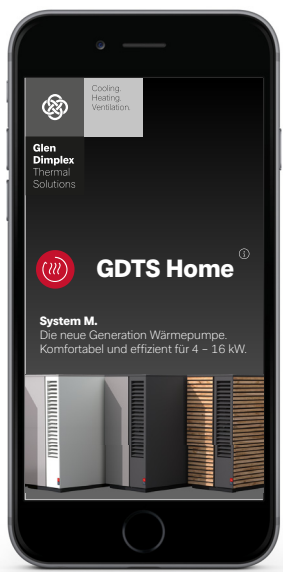 Cooling.
Heating.
Ventilation.
Glen
Dimplex
Thermal
Solutions
GDTS Home
System M.
Die neue Generation Wärmepumpe.
Komfortabel und effizient für 4 – 16 kW.